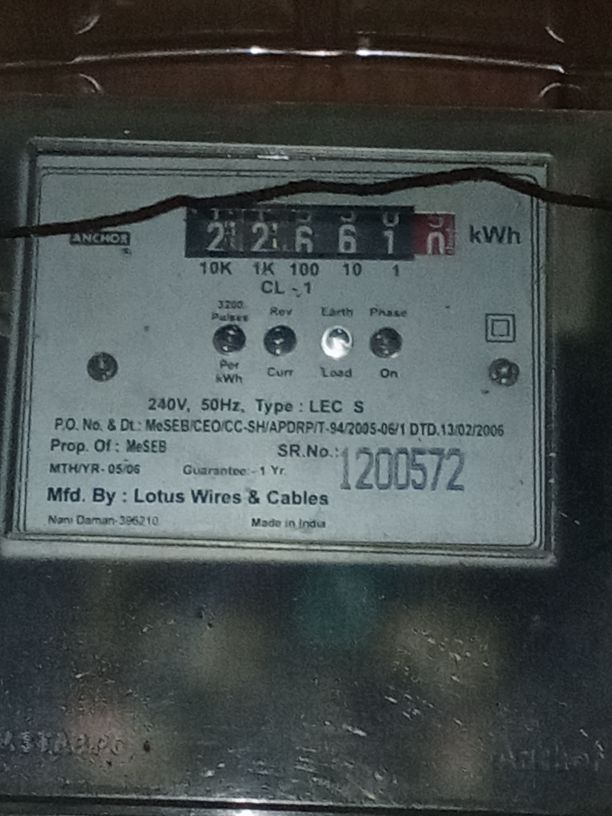 ANCHOR
2 2 6 6 1 0 kWh
10K 1K 100 10 1
CL - 1
3200 Pulses Per kWh
Rev Curr
Earth Load
Phase On
240V, 50Hz, Type : LEC S
P.O. No. & Dt.: MeSEB/CEO/CC-SH/APDRP/T-94/2005-06/1 DTD.13/02/2006
Prop. Of : MeSEB
SR.No.: 1200572
MTH/YR- 05/06 Guarantee:- 1 Yr.
Mfd. By : Lotus Wires & Cables
Nani Daman-396210 Made in India
Anchor